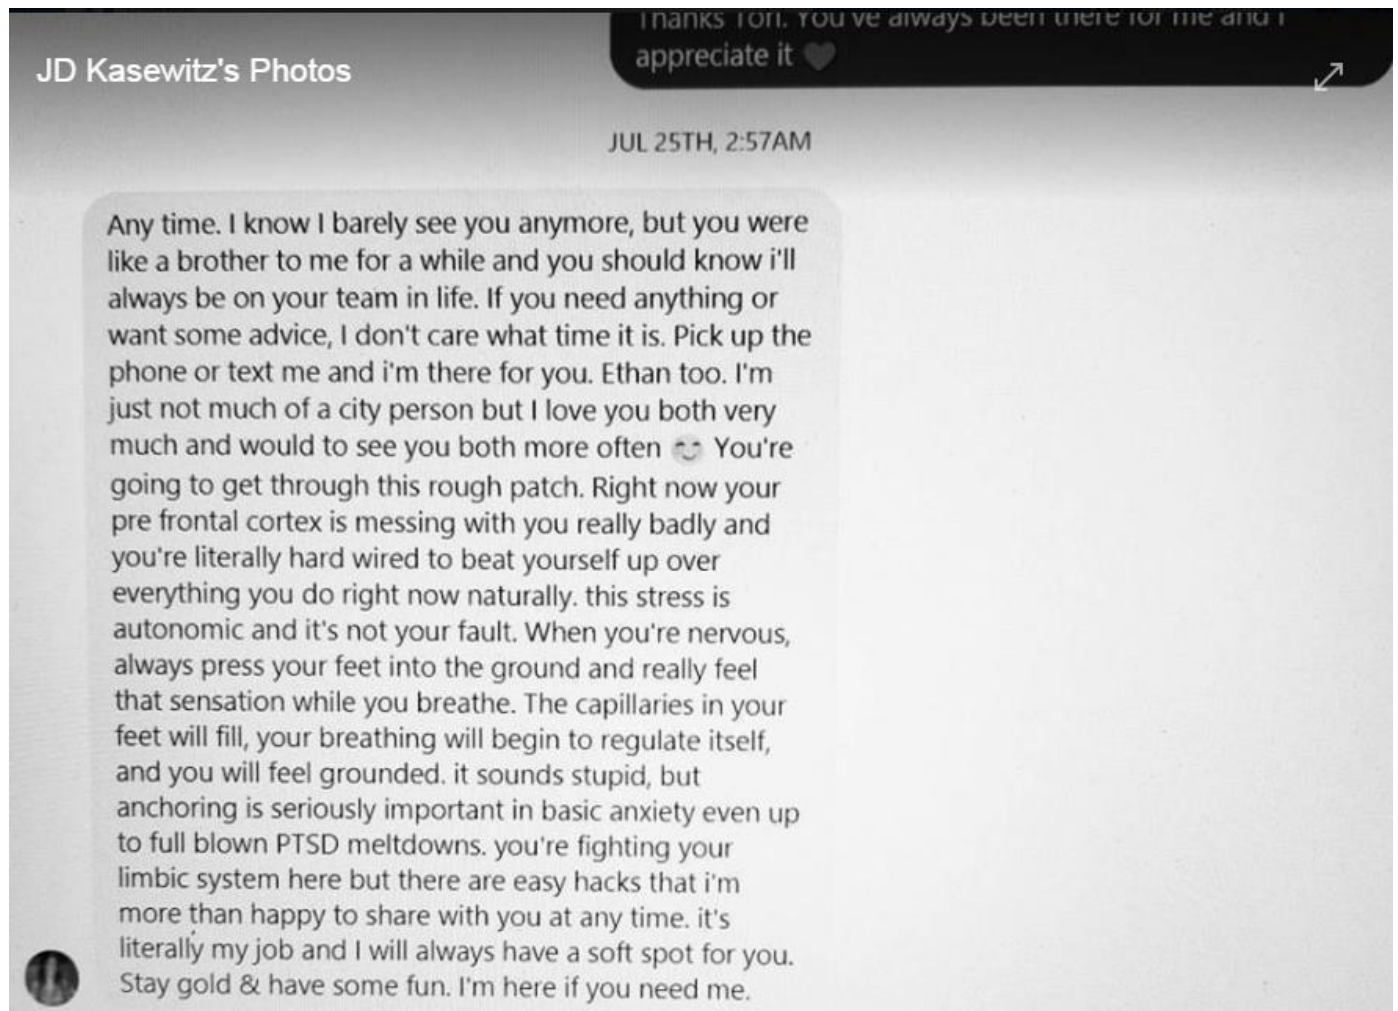 Thanks Tori. You've always been there for me and I
appreciate it 🖤
JD Kasewitz's Photos
JUL 25TH, 2:57AM
Any time. I know I barely see you anymore, but you were
like a brother to me for a while and you should know i'll
always be on your team in life. If you need anything or
want some advice, I don't care what time it is. Pick up the
phone or text me and i'm there for you. Ethan too. I'm
just not much of a city person but I love you both very
much and would to see you both more often 😊 You're
going to get through this rough patch. Right now your
pre frontal cortex is messing with you really badly and
you're literally hard wired to beat yourself up over
everything you do right now naturally. this stress is
autonomic and it's not your fault. When you're nervous,
always press your feet into the ground and really feel
that sensation while you breathe. The capillaries in your
feet will fill, your breathing will begin to regulate itself,
and you will feel grounded. it sounds stupid, but
anchoring is seriously important in basic anxiety even up
to full blown PTSD meltdowns. you're fighting your
limbic system here but there are easy hacks that i'm
more than happy to share with you at any time. it's
literally my job and I will always have a soft spot for you.
Stay gold & have some fun. I'm here if you need me.